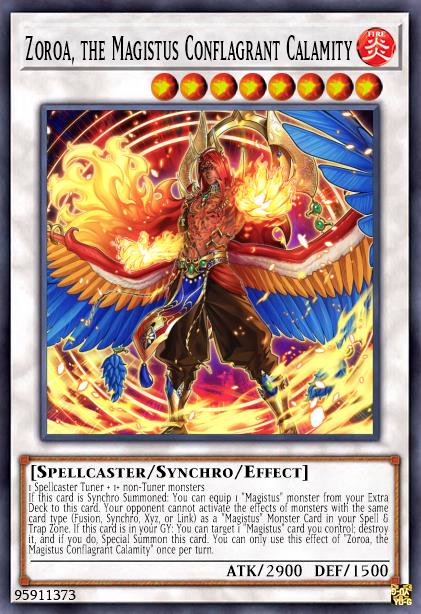 ZOROA, THE MAGISTUS CONFLAGRANT CALAMITY
FIRE
炎
[SPELLCASTER/SYNCHRO/EFFECT]
1 Spellcaster Tuner + 1+ non-Tuner monsters
If this card is Synchro Summoned: You can equip 1 "Magistus" monster from your Extra
Deck to this card. Your opponent cannot activate the effects of monsters with the same
card type (Fusion, Synchro, Xyz, or Link) as a "Magistus" Monster Card in your Spell &
Trap Zone. If this card is in your GY: You can target 1 "Magistus" card you control; destroy
it, and if you do, Special Summon this card. You can only use this effect of "Zoroa, the
Magistus Conflagrant Calamity" once per turn.
ATK/2900 DEF/1500
95911373